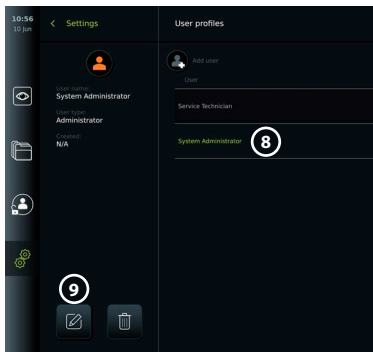 10:56
10 Jun
Settings
User profiles
Add user
User
User name:
System Administrator
User type:
Administrator
Created:
N/A
Service Technician
System Administrator
8
9